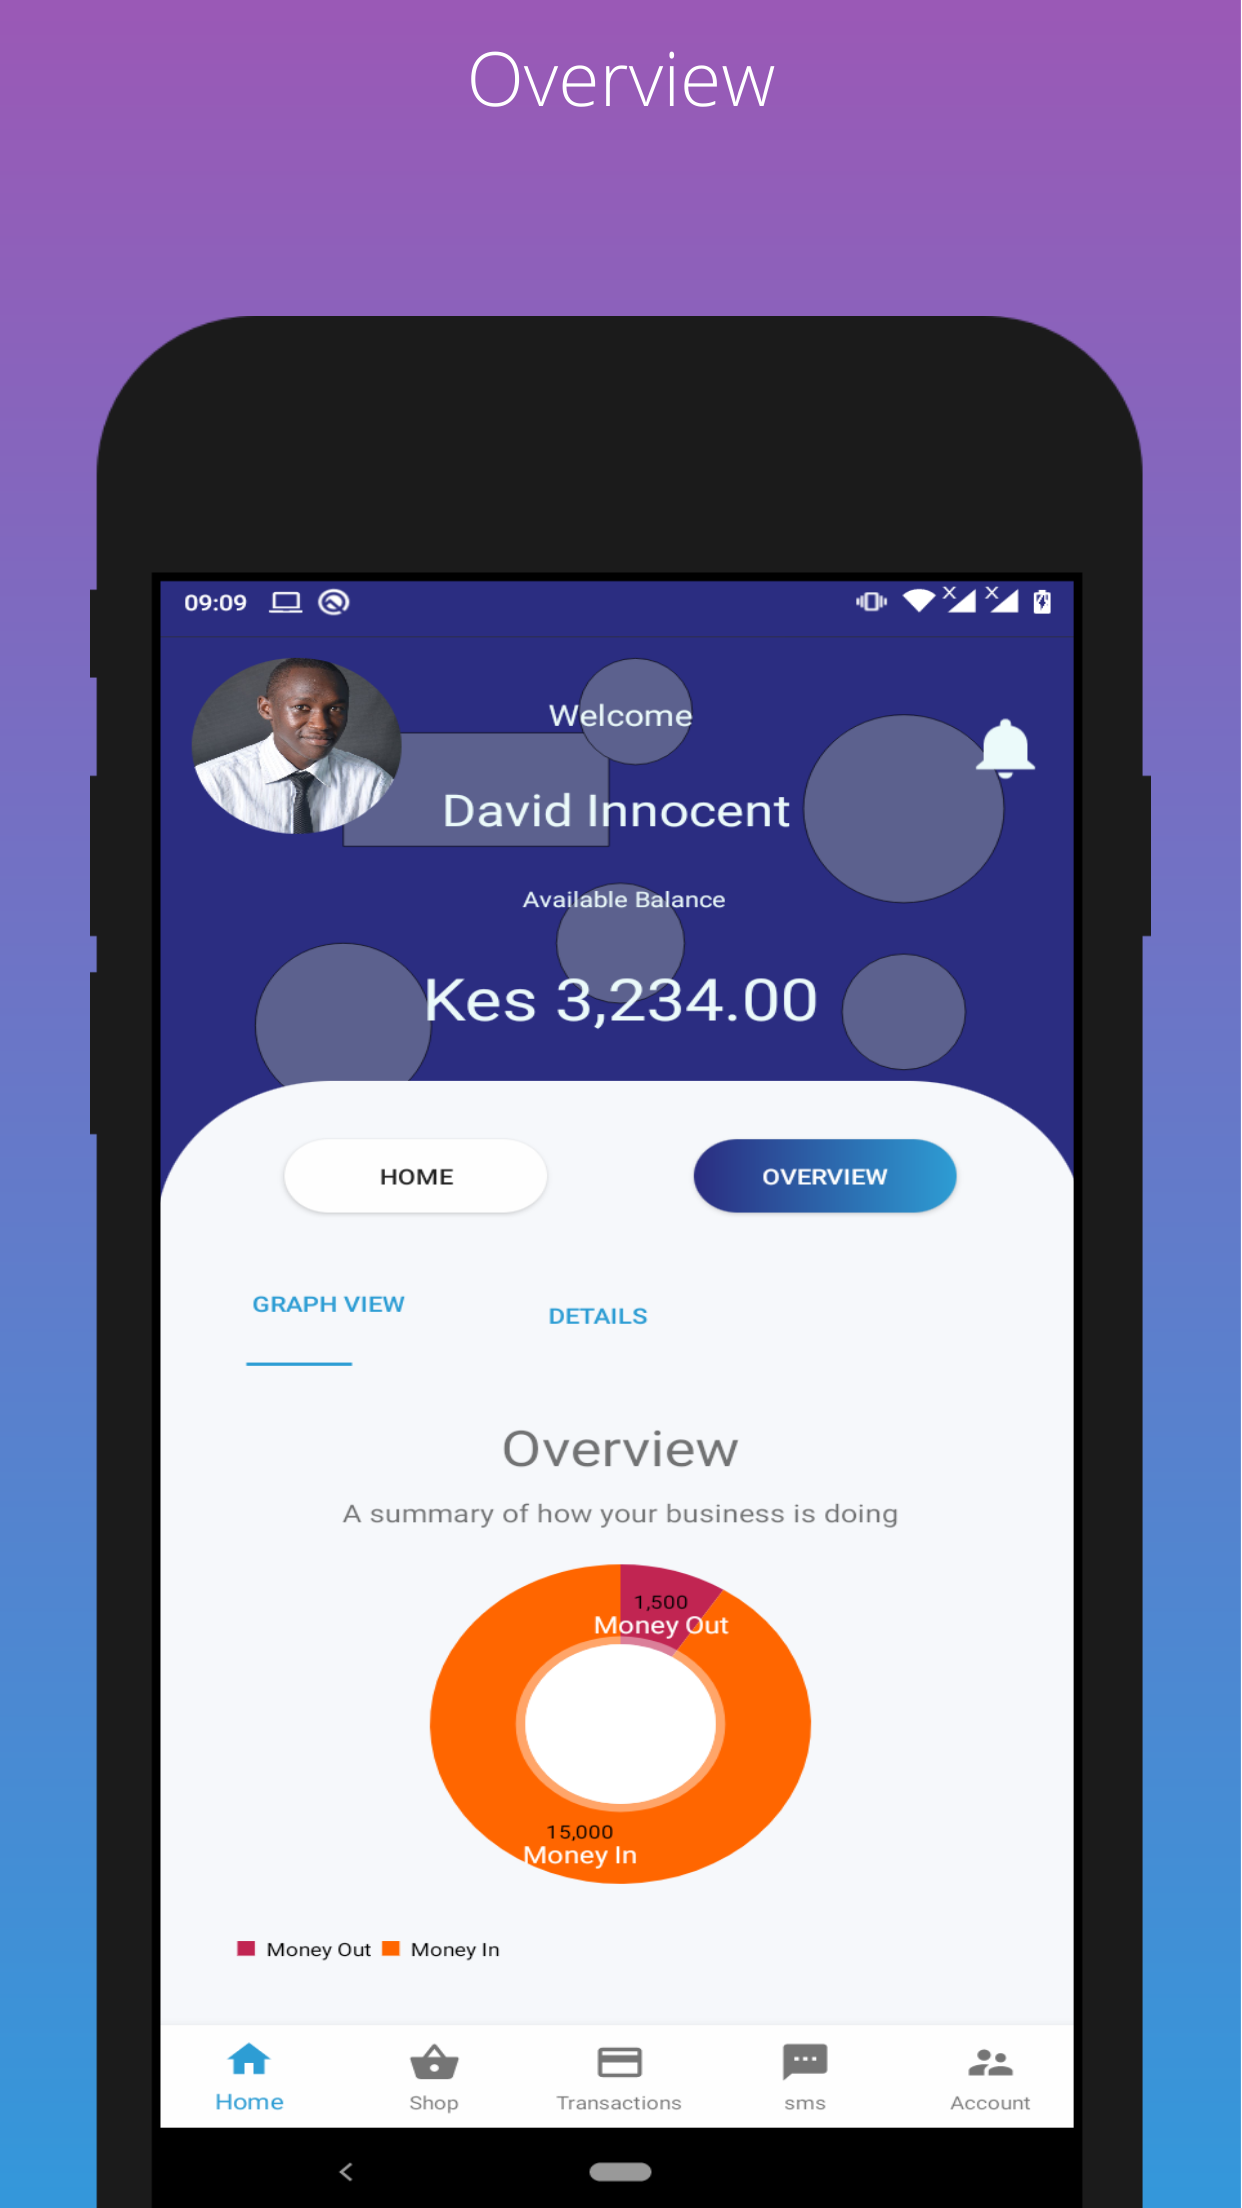 Overview
09:09
Welcome
David Innocent
Available Balance
Kes 3,234.00
HOME
OVERVIEW
GRAPH VIEW
DETAILS
Overview
A summary of how your business is doing
1,500
Money Out
15,000
Money In
Money Out
Money In
Home
Shop
Transactions
sms
Account